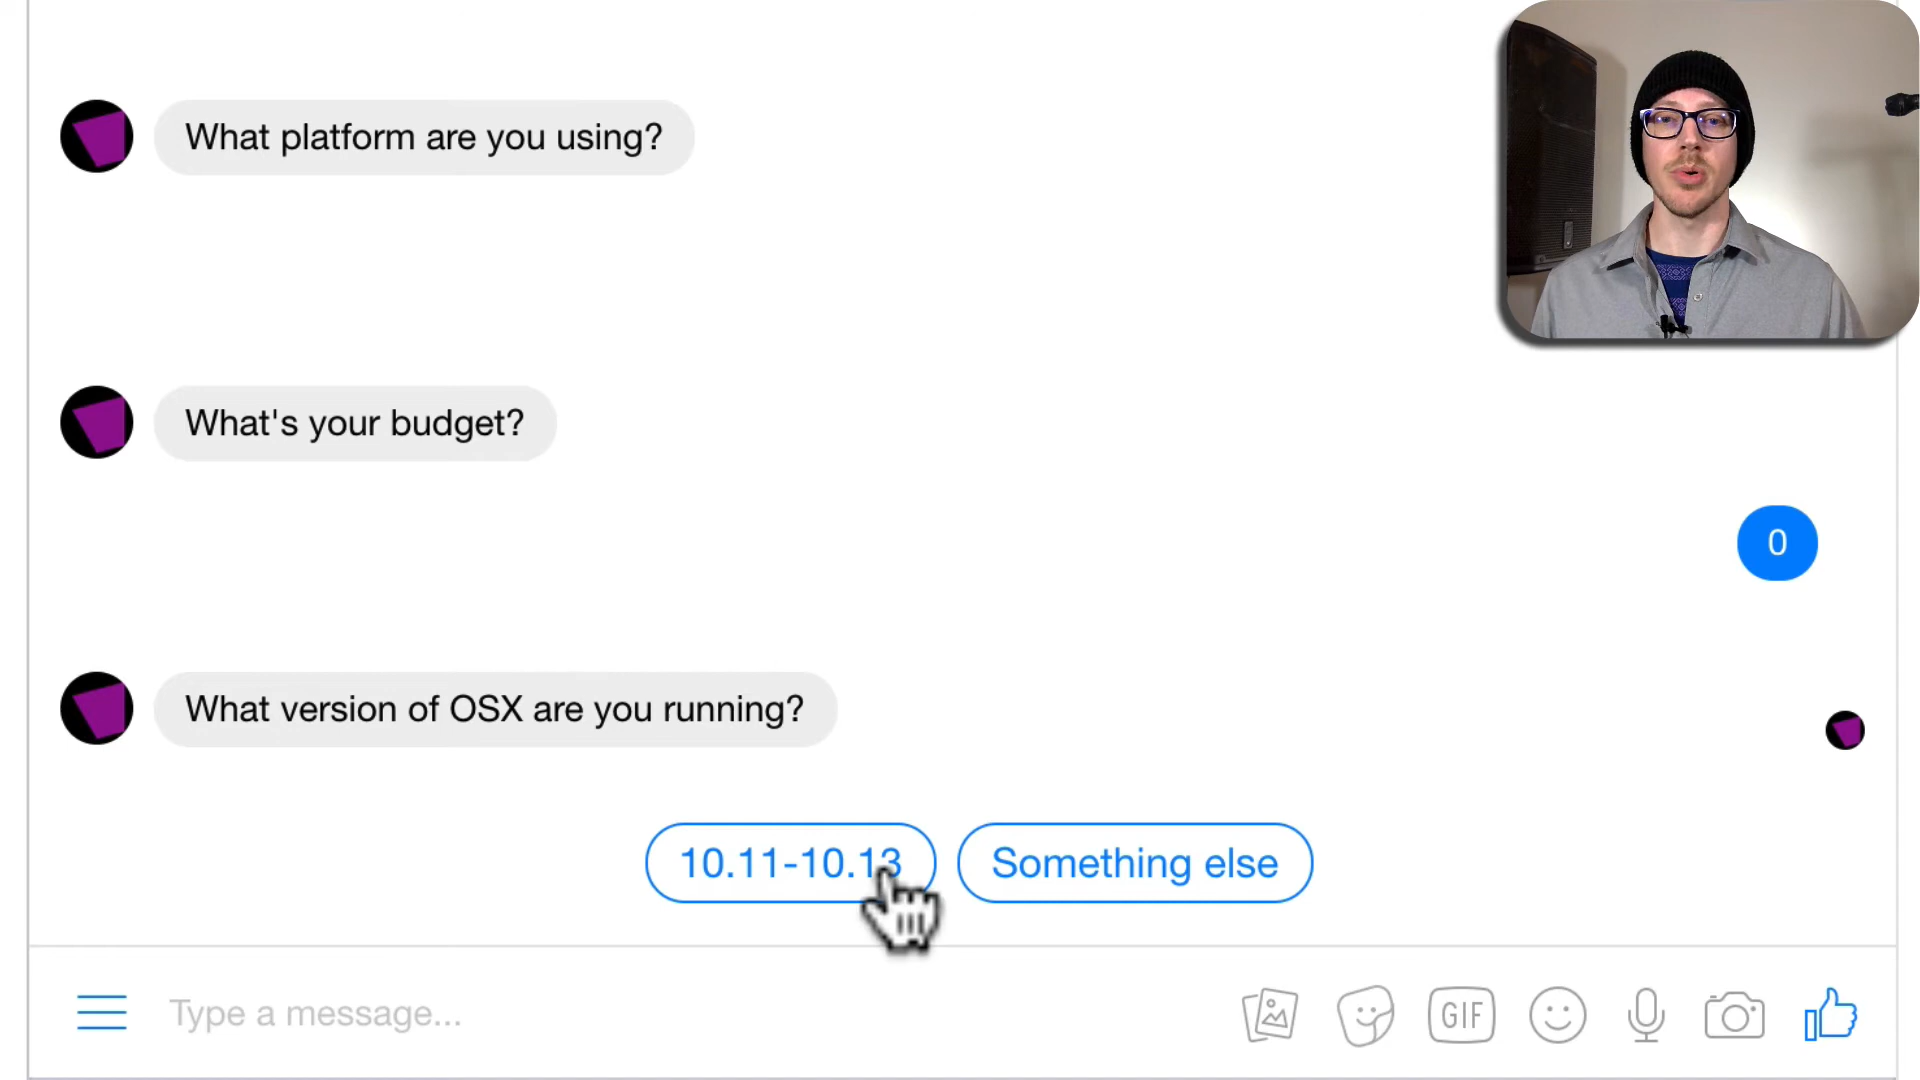 What platform are you using?
What's your budget?
0
What version of OSX are you running?
10.11-10.13
Something else
Type a message...
GIF